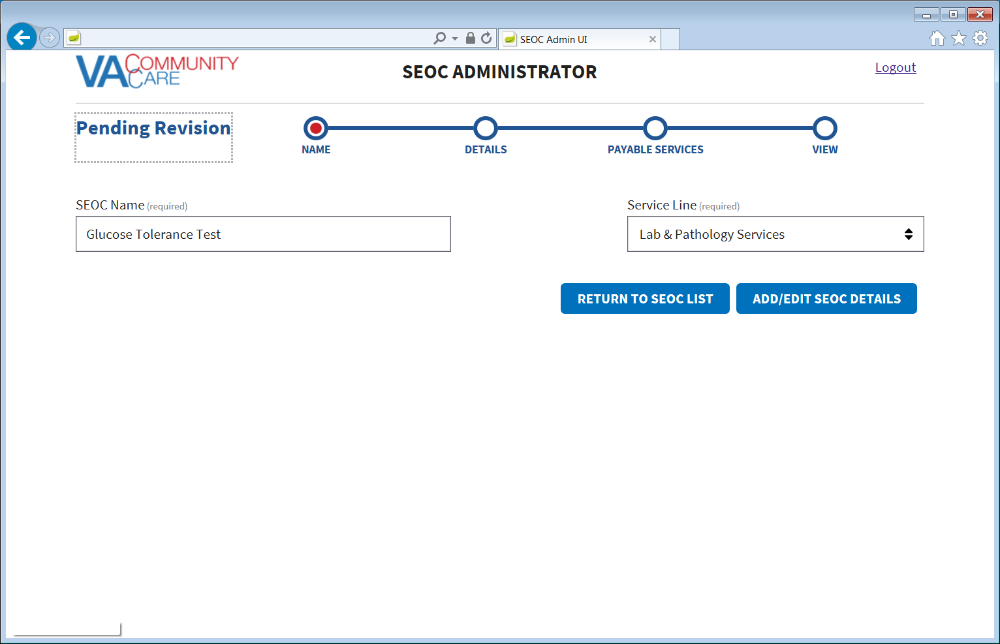 SEOC Admin UI
VA COMMUNITY CARE
SEOC ADMINISTRATOR
Logout
Pending Revision
NAME
DETAILS
PAYABLE SERVICES
VIEW
SEOC Name (required)
Service Line (required)
Glucose Tolerance Test
Lab & Pathology Services
RETURN TO SEOC LIST
ADD/EDIT SEOC DETAILS